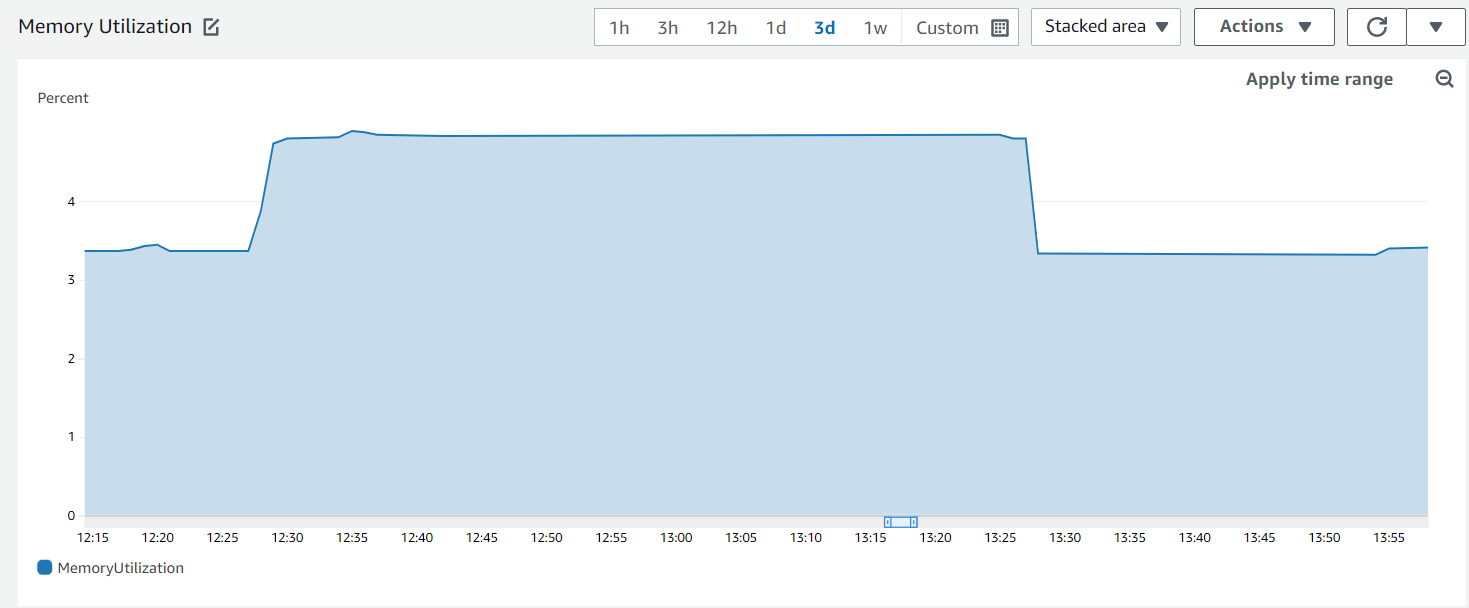 Memory Utilization
1h 3h 12h 1d 3d 1w Custom Stacked area Actions
Apply time range
Percent
4
3
2
1
0
12:15 12:20 12:25 12:30 12:35 12:40 12:45 12:50 12:55 13:00 13:05 13:10 13:15 13:20 13:25 13:30 13:35 13:40 13:45 13:50 13:55
MemoryUtilization